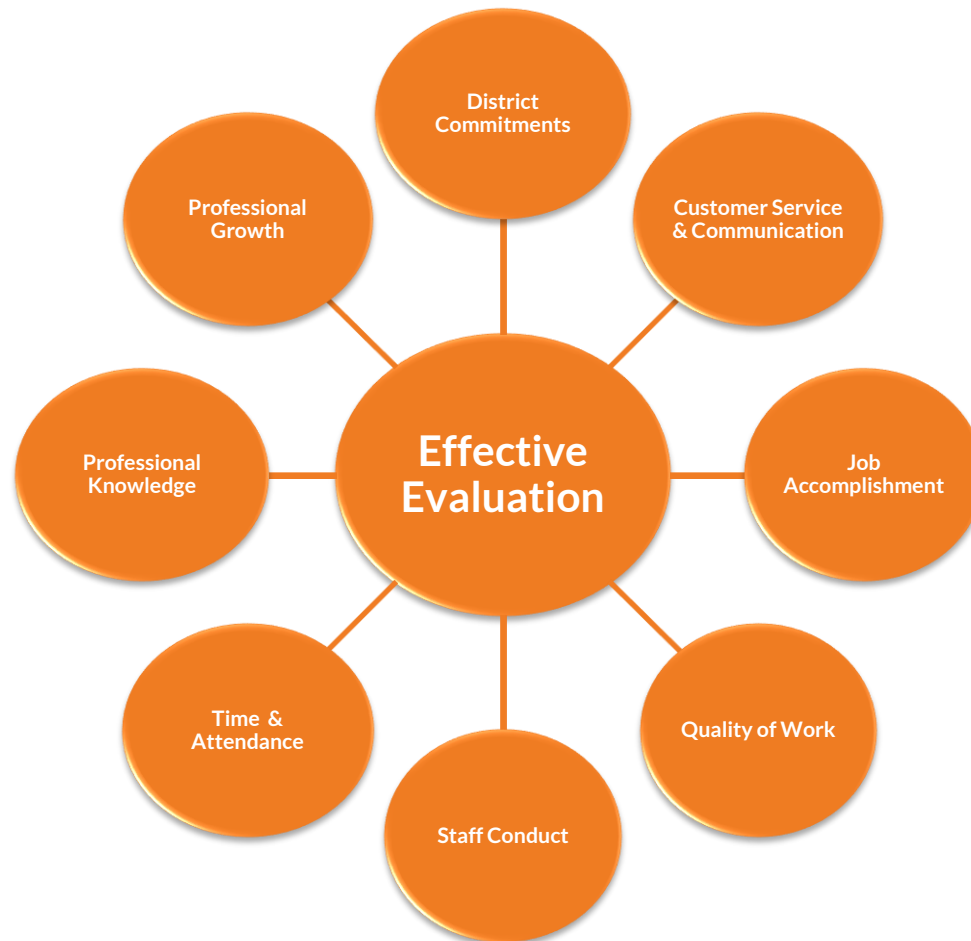 District
Commitments
Customer Service
& Communication
Job
Accomplishment
Quality of Work
Staff Conduct
Time & 
Attendance
Professional
Knowledge
Professional
Growth
Effective
Evaluation